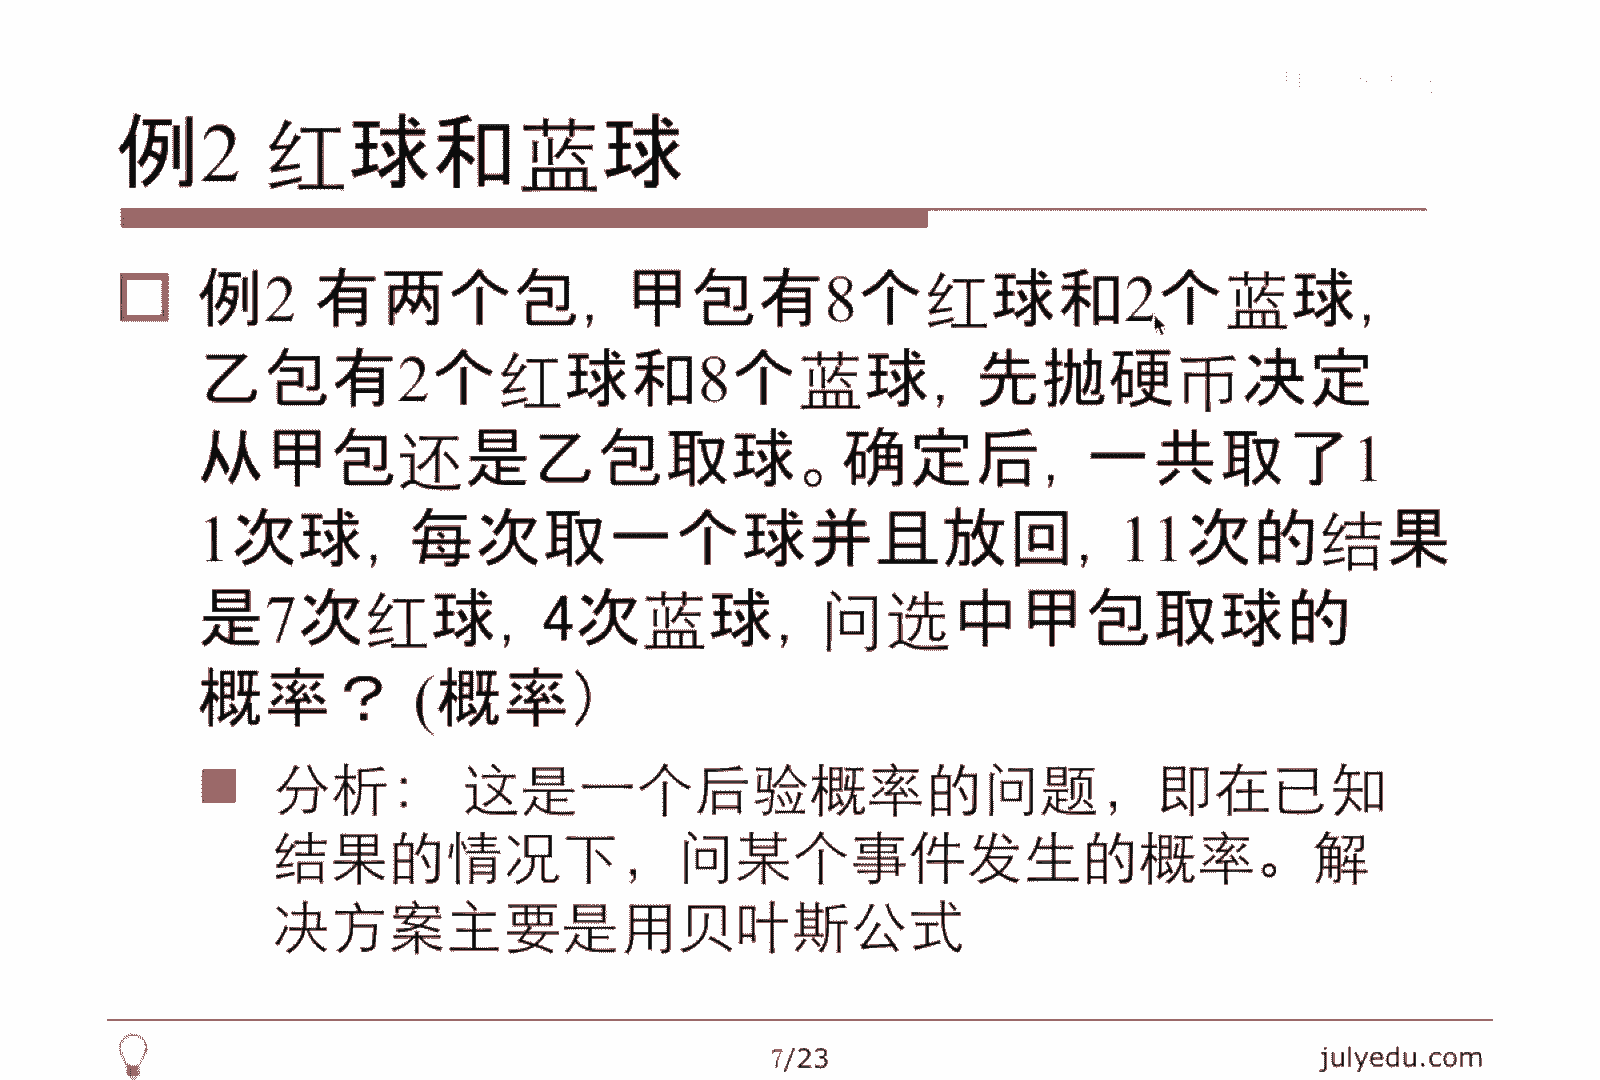 例2 红球和蓝球
例2 有两个包，甲包有8个红球和2个蓝球，
乙包有2个红球和8个蓝球，先抛硬币决定
从甲包还是乙包取球。确定后，一共取了1
1次球，每次取一个球并且放回，11次的结果
是7次红球，4次蓝球，问选中甲包取球的
概率？(概率）
分析： 这是一个后验概率的问题，即在已知
结果的情况下，问某个事件发生的概率。解
决方案主要是用贝叶斯公式
7/23
julyedu.com